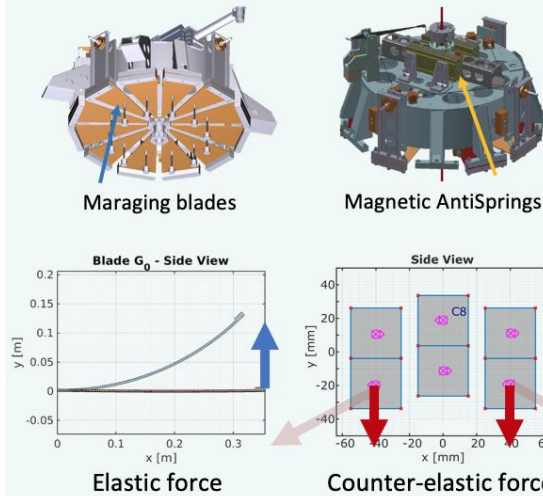 Maraging blades
Magnetic AntiSprings
Blade G0 - Side View
0.2
0.15
0.1
0.05
0
-0.05
y [m]
0
0.1
0.2
0.3
x [m]
Elastic force
Side View
C8
40
20
0
-20
-40
y [mm]
-60
-40
-20
0
20
40
x [mm]
Counter-elastic force